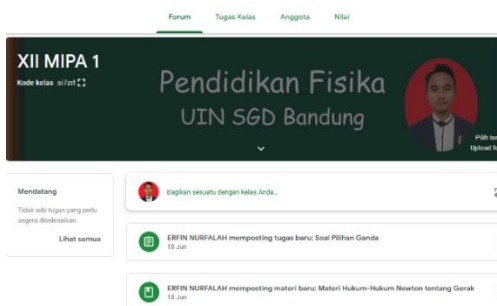 Forum
Tugas Kelas
Anggota
Nilai
XII MIPA 1
Kode kelas
Pendidikan Fisika
UIN SGD Bandung
Pilih
Upload
Mendatang
Tidak ada tugas yang perlu
segera diselesaikan
Lihat semua
Bagikan sesuatu dengan kelas Anda...
ERFIN NURFALAH memposting tugas baru: Soal Pilihan Ganda
18 Jun
ERFIN NURFALAH memposting materi baru: Materi Hukum-Hukum Newton tentang Gerak
18 Jun